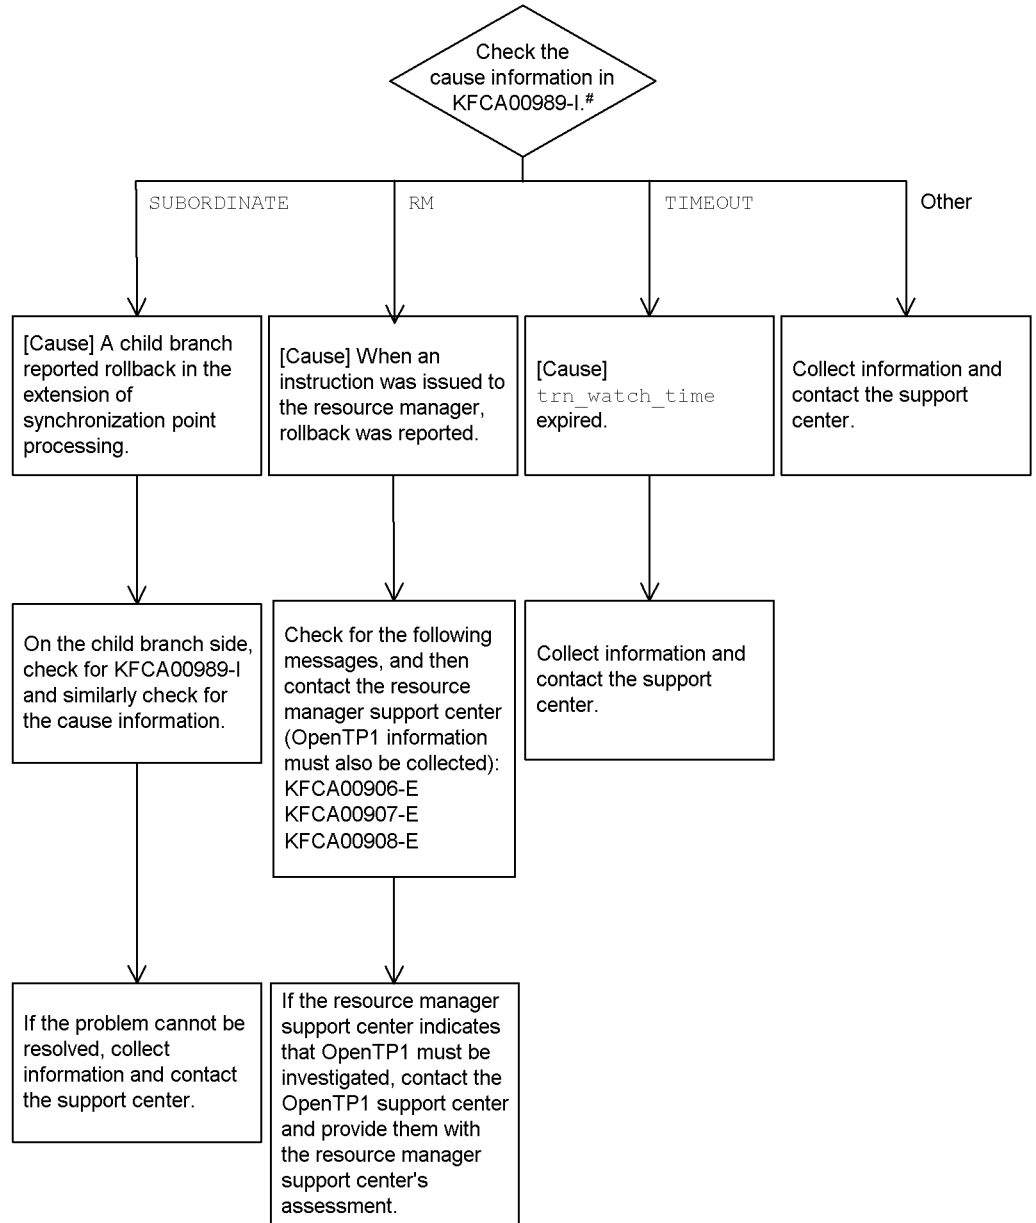 Check the
cause information in
KFCA00989-I.#
SUBORDINATE
RM
TIMEOUT
Other
[Cause] A child branch
reported rollback in the
extension of
synchronization point
processing.
[Cause] When an
instruction was issued to
the resource manager,
rollback was reported.
[Cause]
trn_watch_time
expired.
Collect information and
contact the support
center.
On the child branch side,
check for KFCA00989-I
and similarly check for
the cause information.
Check for the following
messages, and then
contact the resource
manager support center
(OpenTP1 information
must also be collected):
KFCA00906-E
KFCA00907-E
KFCA00908-E
Collect information and
contact the support
center.
If the problem cannot be
resolved, collect
information and contact
the support center.
If the resource manager
support center indicates
that OpenTP1 must be
investigated, contact the
OpenTP1 support center
and provide them with
the resource manager
support center's
assessment.